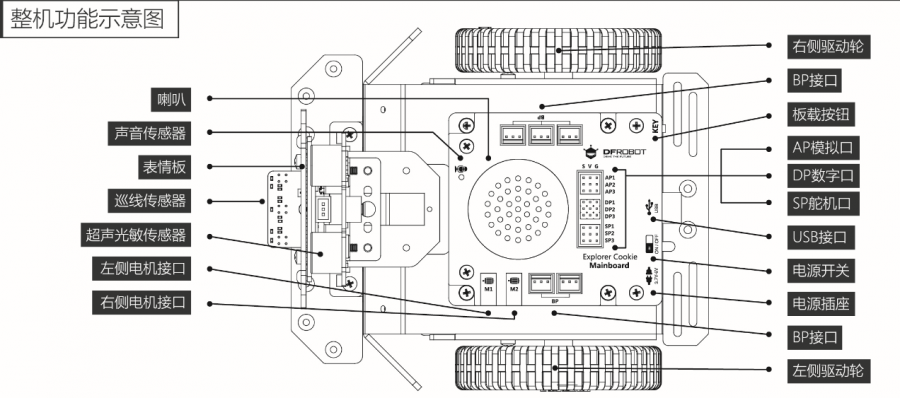 整机功能示意图
喇叭
声音传感器
表情板
巡线传感器
超声光敏传感器
左侧电机接口
右侧电机接口
BP
KEY
DFROBOT
S V G
AP1
AP2
AP3
DP1
DP2
DP3
SP1
SP2
SP3
Explorer Cookie
Mainboard
USB
ON OFF
M1
M2
BP
右侧驱动轮
BP接口
板载按钮
AP模拟口
DP数字口
SP舵机口
USB接口
电源开关
电源插座
BP接口
左侧驱动轮